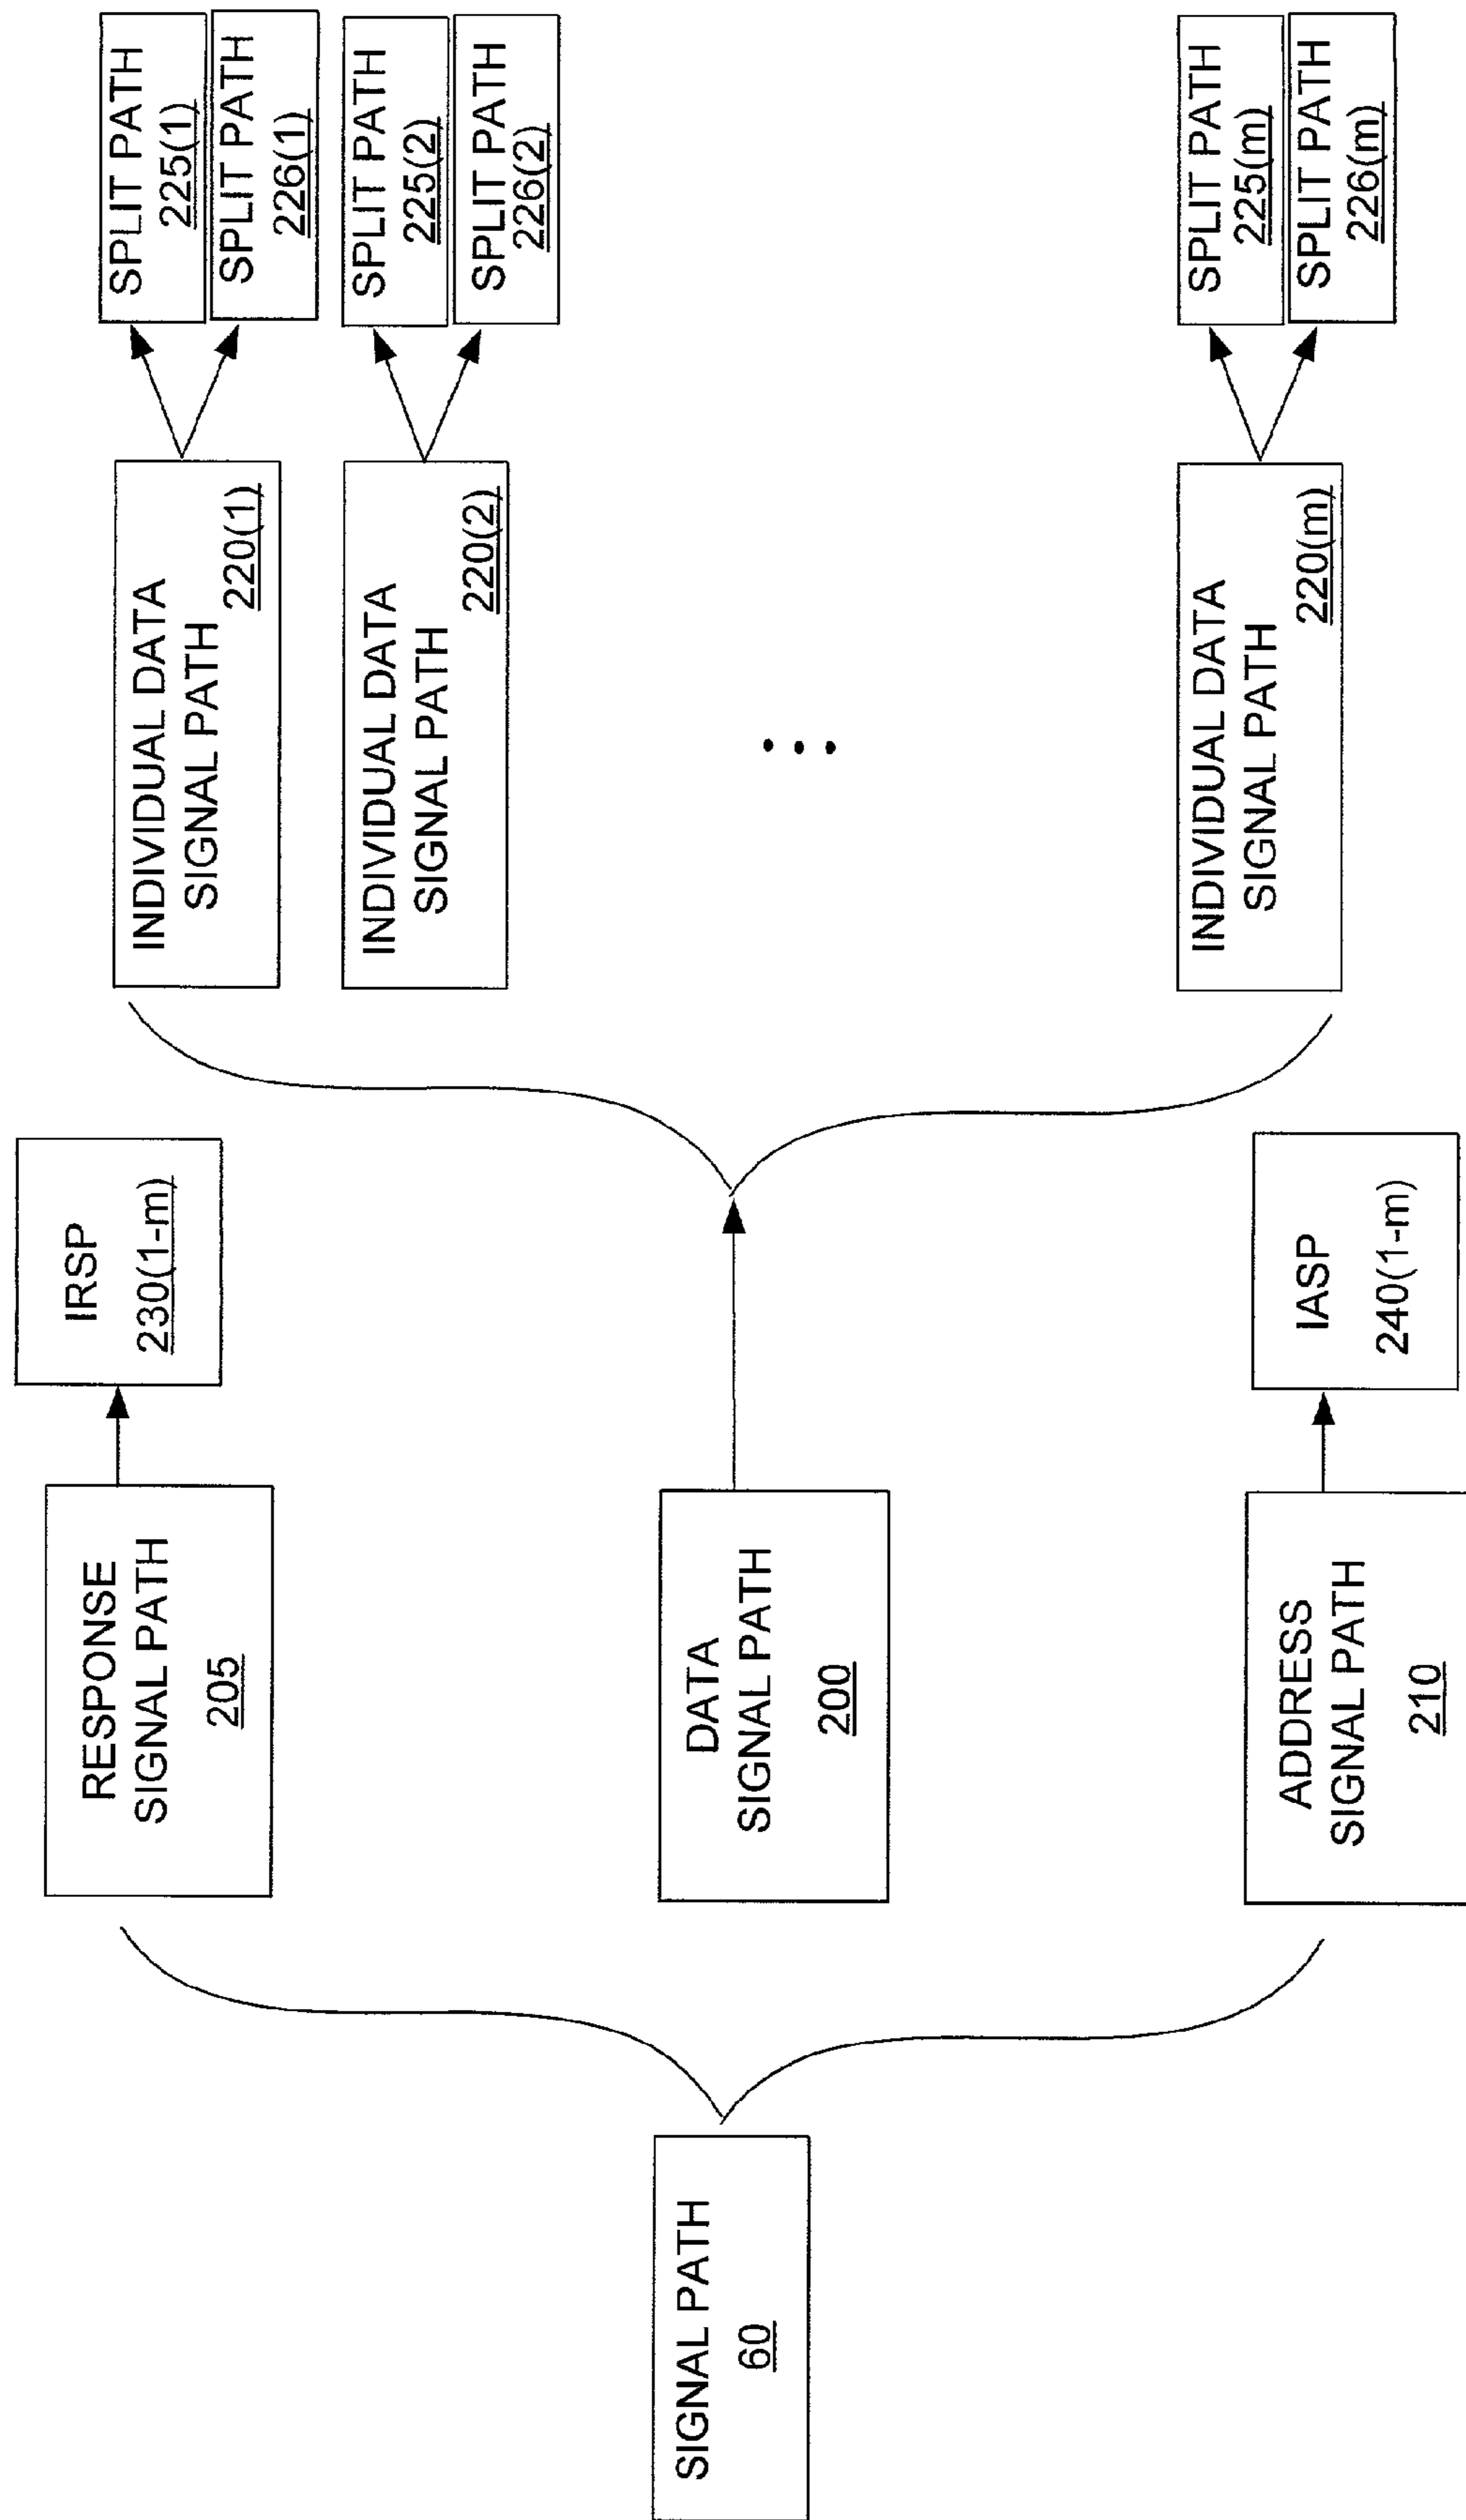 SIGNAL PATH
60
RESPONSE
SIGNAL PATH
205
DATA
SIGNAL PATH
200
ADDRESS
SIGNAL PATH
210
IRSP
230(1-m)
IASP
240(1-m)
INDIVIDUAL DATA
SIGNAL PATH
220(1)
INDIVIDUAL DATA
SIGNAL PATH
220(2)
INDIVIDUAL DATA
SIGNAL PATH
220(m)
SPLIT PATH
225(1)
SPLIT PATH
226(1)
SPLIT PATH
225(2)
SPLIT PATH
226(2)
SPLIT PATH
225(m)
SPLIT PATH
226(m)